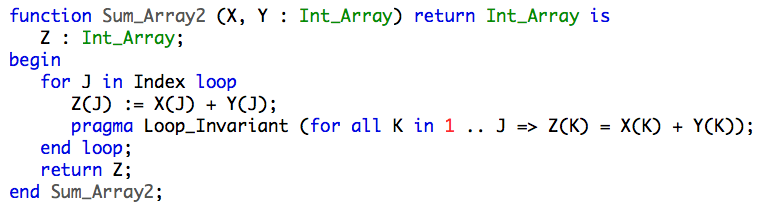 function Sum_Array2 (X, Y : Int_Array) return Int_Array is
   Z : Int_Array;
begin
   for J in Index loop
      Z(J) := X(J) + Y(J);
      pragma Loop_Invariant (for all K in 1 .. J => Z(K) = X(K) + Y(K));
   end loop;
   return Z;
end Sum_Array2;